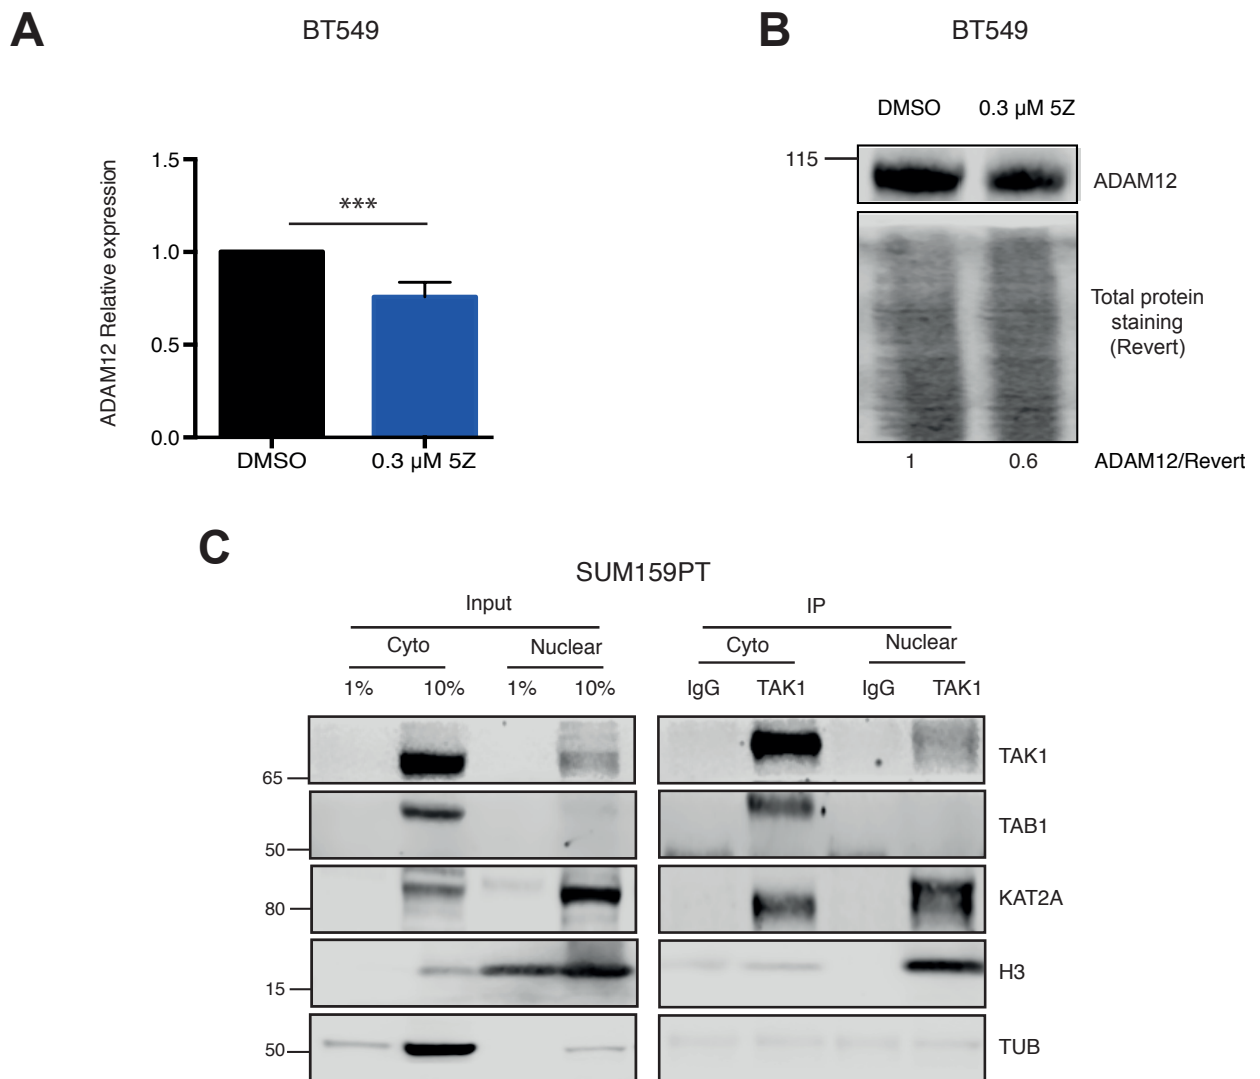 A
BT549
ADAM12 Relative expression
1.5
1.0
0.5
0.0
***
DMSO 0.3 µM 5Z
B
BT549
DMSO 0.3 µM 5Z
115
ADAM12
Total protein
staining
(Revert)
1 0.6 ADAM12/Revert
C
SUM159PT
Input IP
Cyto Nuclear Cyto Nuclear
1% 10% 1% 10% IgG TAK1 IgG TAK1
65 TAK1
50 TAB1
80 KAT2A
15 H3
50 TUB